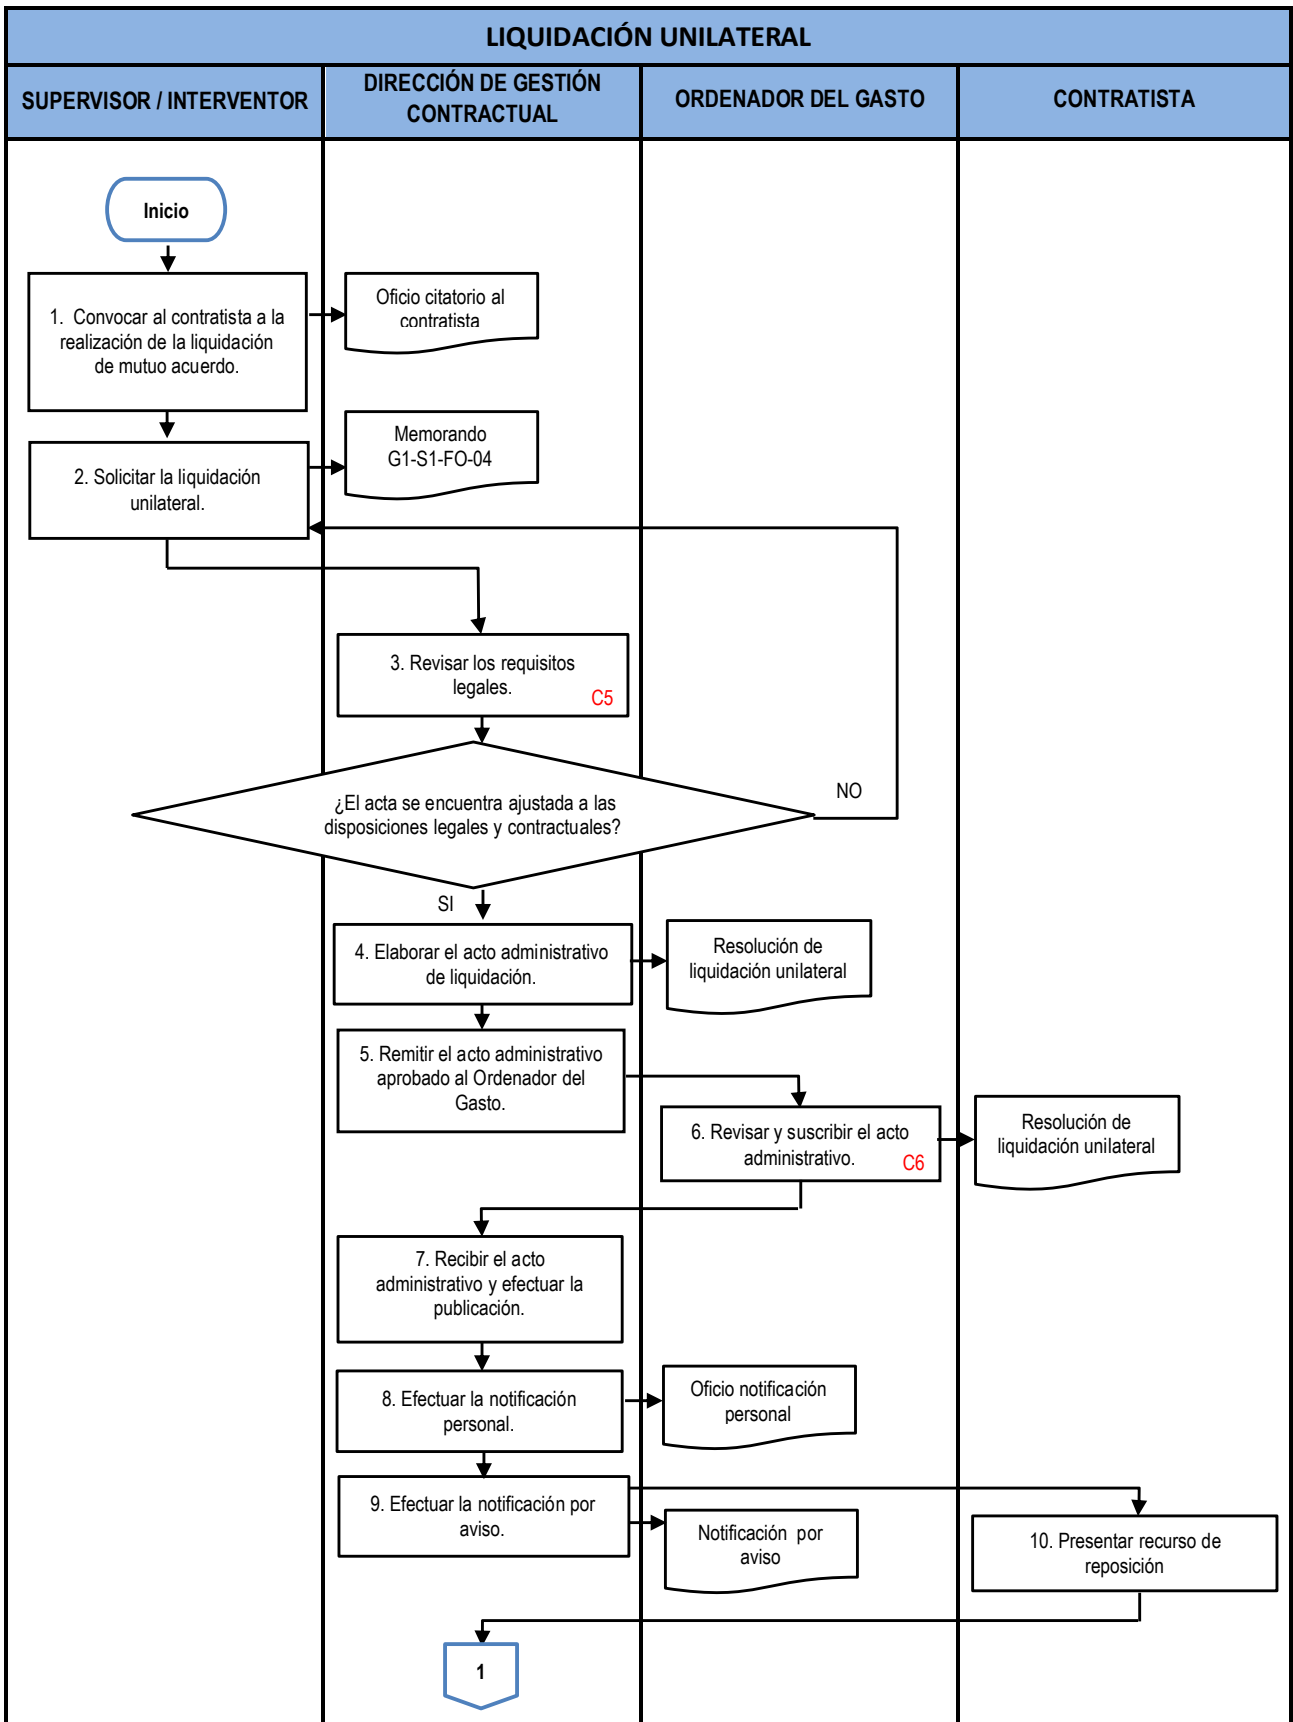 LIQUIDACIÓN UNILATERAL
SUPERVISOR / INTERVENTOR
DIRECCIÓN DE GESTIÓN
CONTRACTUAL
ORDENADOR DEL GASTO
CONTRATISTA
Inicio
1. Convocar al contratista a la
realización de la liquidación
de mutuo acuerdo.
Oficio citatorio al
contratista
2. Solicitar la liquidación
unilateral.
Memorando
G1-S1-FO-04
3. Revisar los requisitos
legales.
C5
¿El acta se encuentra ajustada a las
disposiciones legales y contractuales?
NO
SI
4. Elaborar el acto administrativo
de liquidación.
Resolución de
liquidación unilateral
5. Remitir el acto administrativo
aprobado al Ordenador del
Gasto.
6. Revisar y suscribir el acto
administrativo.
C6
Resolución de
liquidación unilateral
7. Recibir el acto
administrativo y efectuar la
publicación.
8. Efectuar la notificación
personal.
Oficio notificación
personal
9. Efectuar la notificación por
aviso.
Notificación por
aviso
10. Presentar recurso de
reposición
1